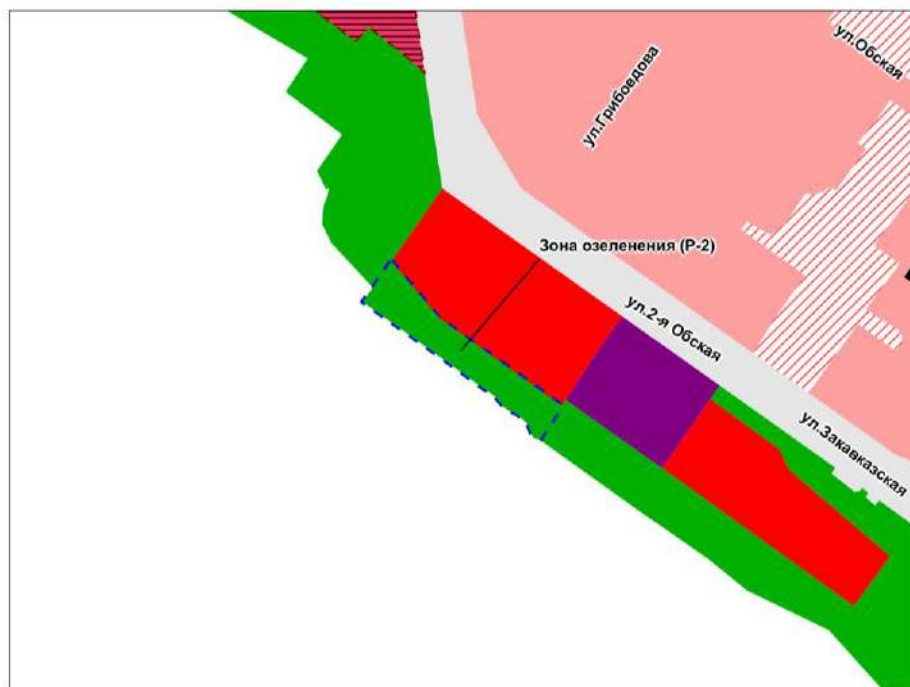 ул.Обская
ул.Грибоедова
Зона озеленения (Р-2)
ул.2-я Обская
ул.Закавказская